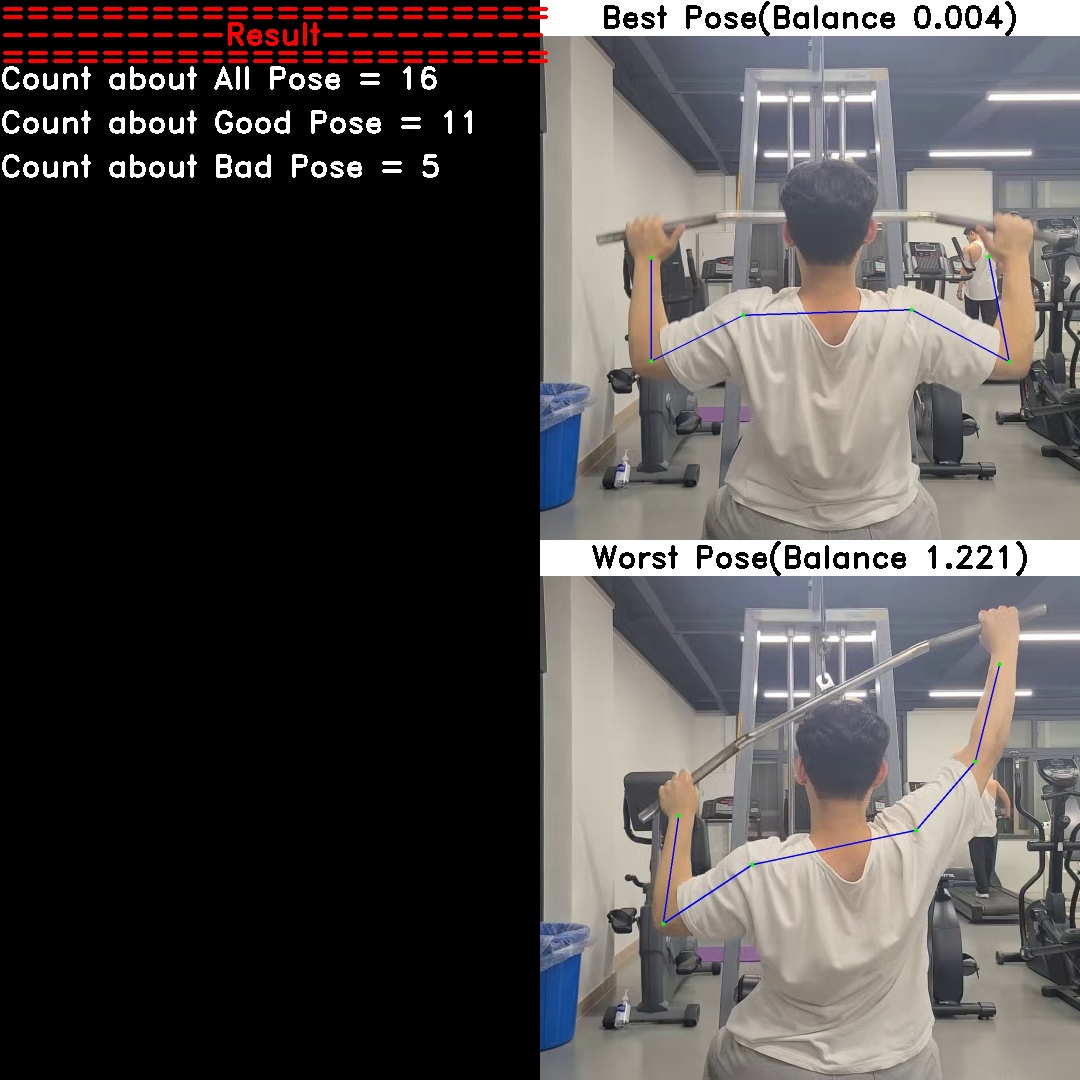 ==============================
-----------Result-----------
==============================
Count about All Pose = 16
Count about Good Pose = 11
Count about Bad Pose = 5
Best Pose(Balance 0.004)
Worst Pose(Balance 1.221)